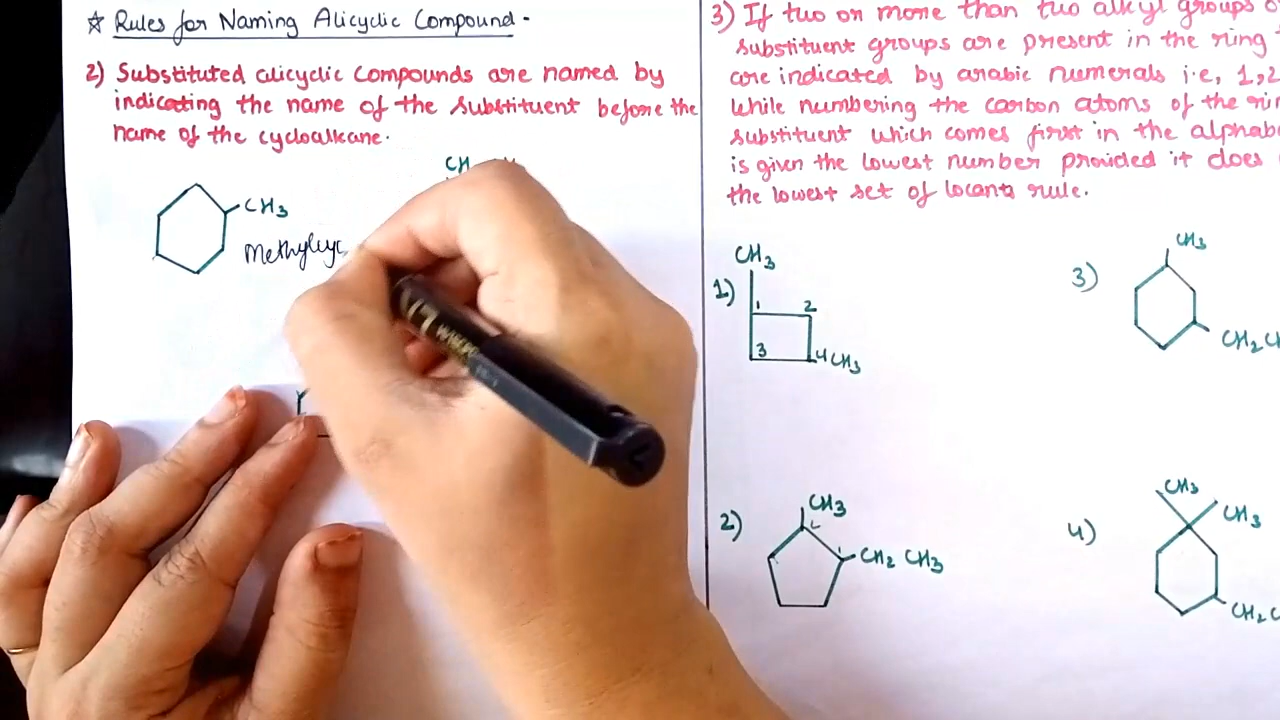 ☆ Rules for Naming Alicyclic Compound -
2) Substituted alicyclic compounds are named by
indicating the name of the substituent before the
name of the cycloalkane.
CH
CH3
Methylcyc
3) If two or more than two alkyl groups
substituent groups are present in the ring
are indicated by arabic numerals i.e, 1,2
While numbering the carbon atoms of the
substituent which comes first in the
is given the lowest number provided it does
the lowest set of locants rule.
CH3
1)
1 2
3 4 CH3
3)
CH3
CH2
2)
CH3
CH2 CH3
4)
CH3
CH3
CH2